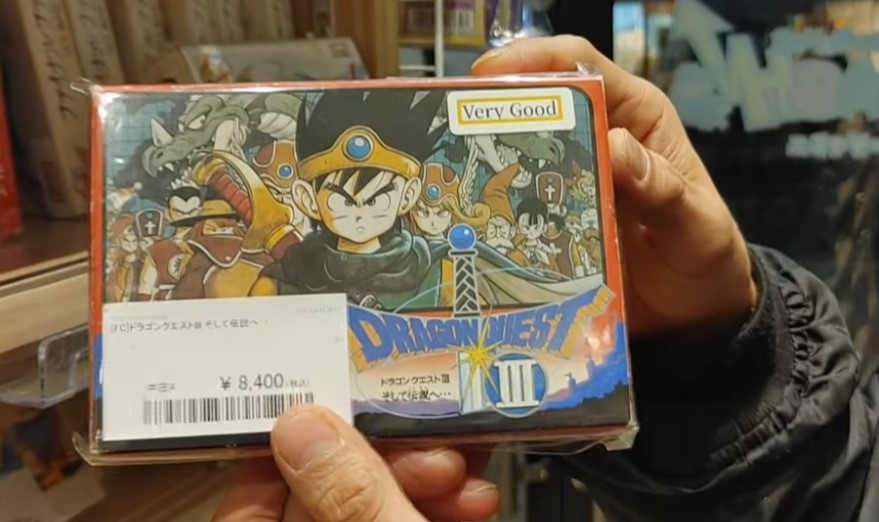 Very Good
[FC]ドラゴンクエストIII そして伝説へ…
¥ 8,400 (税込)
DRAGON QUEST
III
ドラゴンクエストIII
そして伝説へ…